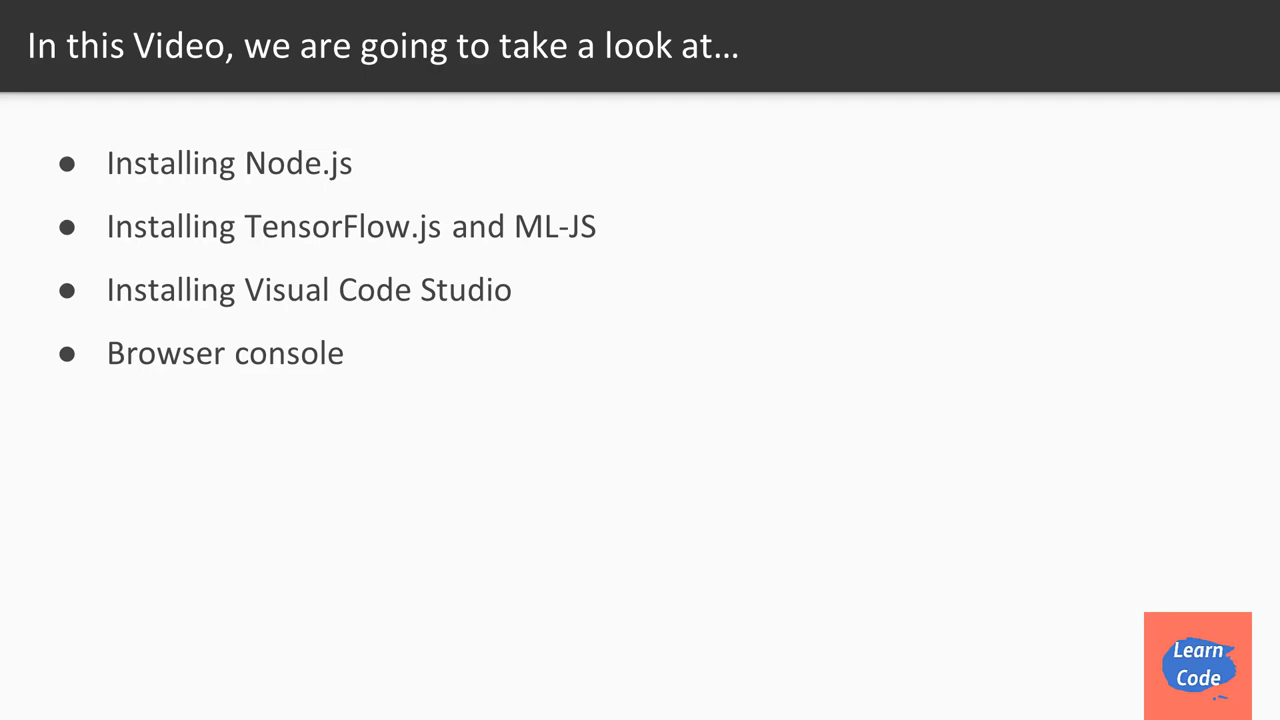 In this Video, we are going to take a look at…
● Installing Node.js
● Installing TensorFlow.js and ML-JS
● Installing Visual Code Studio
● Browser console
Learn
Code